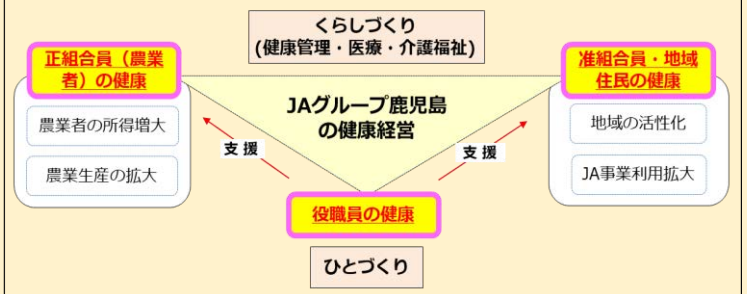 くらしづくり
(健康管理・医療・介護福祉)
正組合員（農業
者）の健康
准組合員・地域
住民の健康
JAグループ鹿児島
の健康経営
農業者の所得増大
農業生産の拡大
地域の活性化
JA事業利用拡大
支援
支援
役職員の健康
ひとづくり